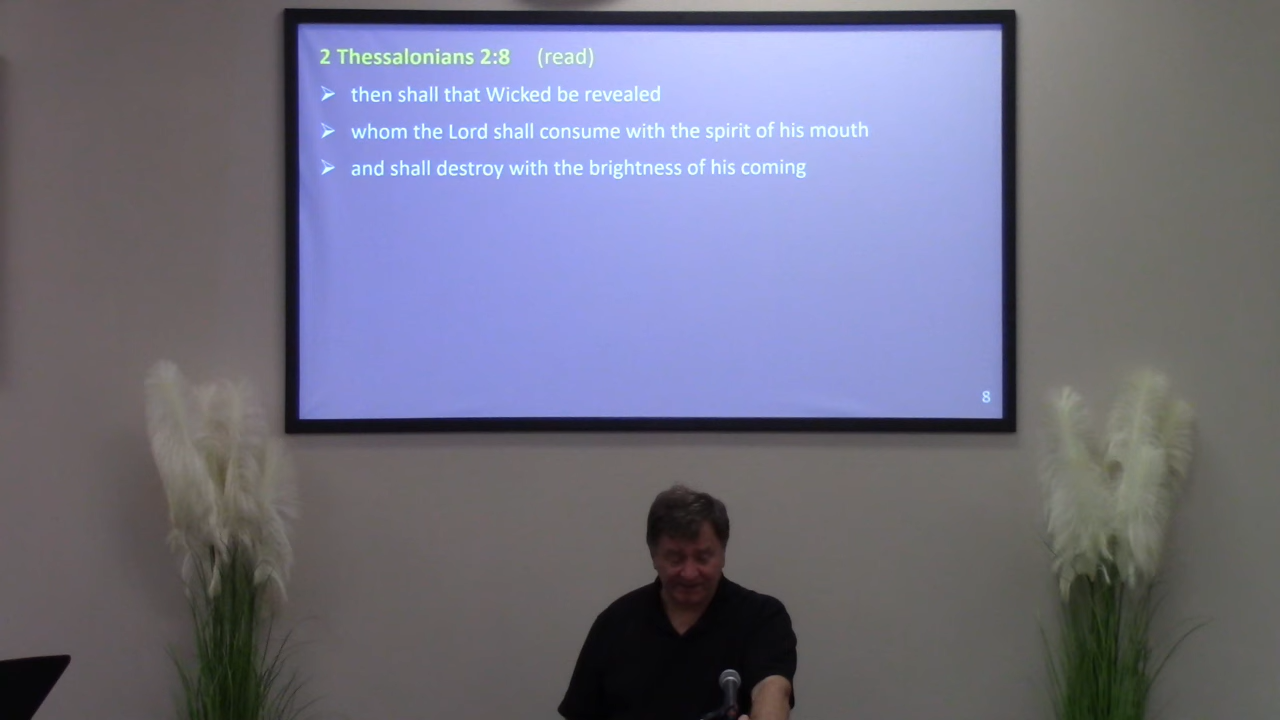 2 Thessalonians 2:8 (read)
➢ then shall that Wicked be revealed
➢ whom the Lord shall consume with the spirit of his mouth
➢ and shall destroy with the brightness of his coming
8